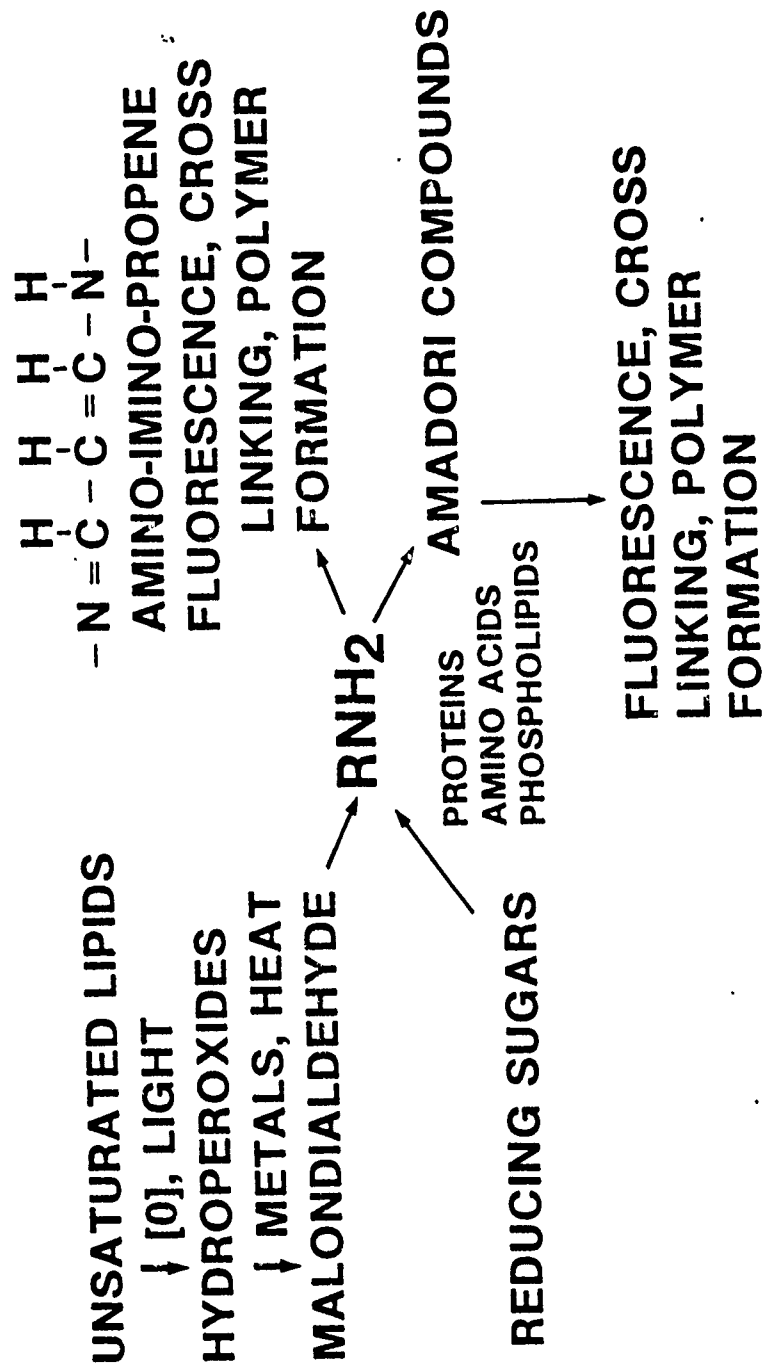 UNSATURATED LIPIDS
[O], LIGHT
HYDROPEROXIDES
METALS, HEAT
MALONDIALDEHYDE
REDUCING SUGARS
RNH2
PROTEINS
AMINO ACIDS
PHOSPHOLIPIDS
H H H H
-N=C-C=C-N-
AMINO-IMINO-PROPENE
FLUORESCENCE, CROSS
LINKING, POLYMER
FORMATION
AMADORI COMPOUNDS
FLUORESCENCE, CROSS
LINKING, POLYMER
FORMATION